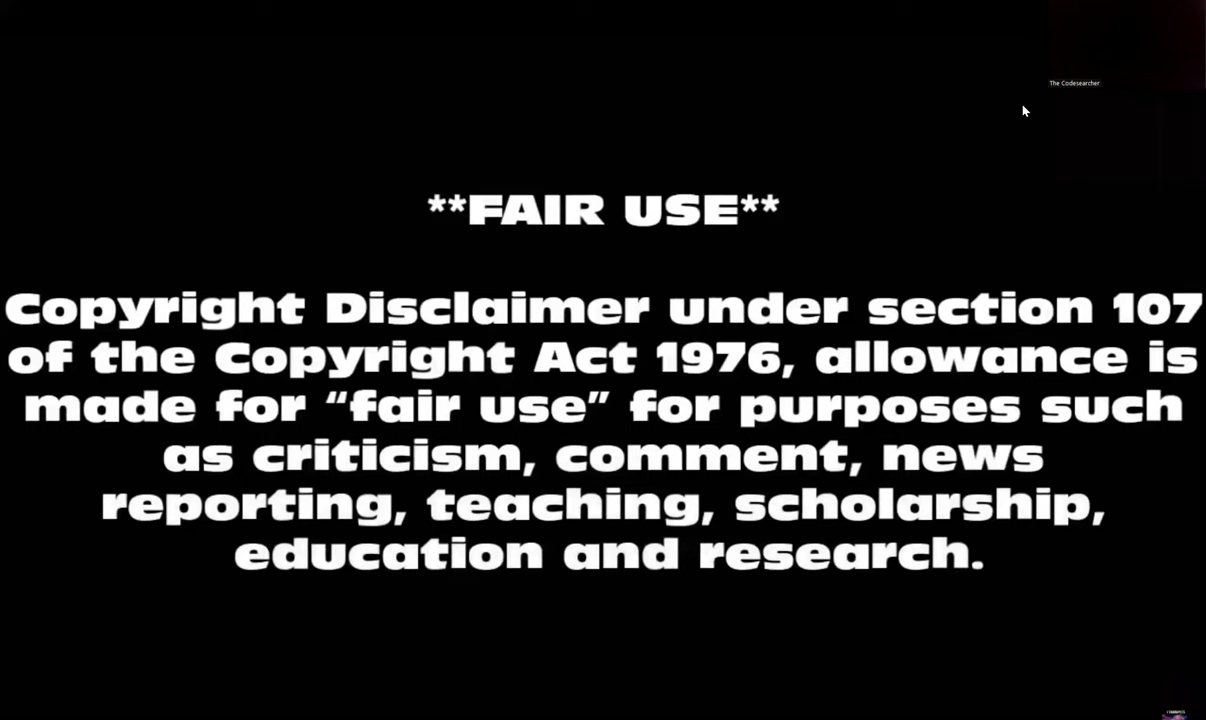 The Codesearcher
**FAIR USE**
Copyright Disclaimer under section 107
of the Copyright Act 1976, allowance is
made for “fair use” for purposes such
as criticism, comment, news
reporting, teaching, scholarship,
education and research.